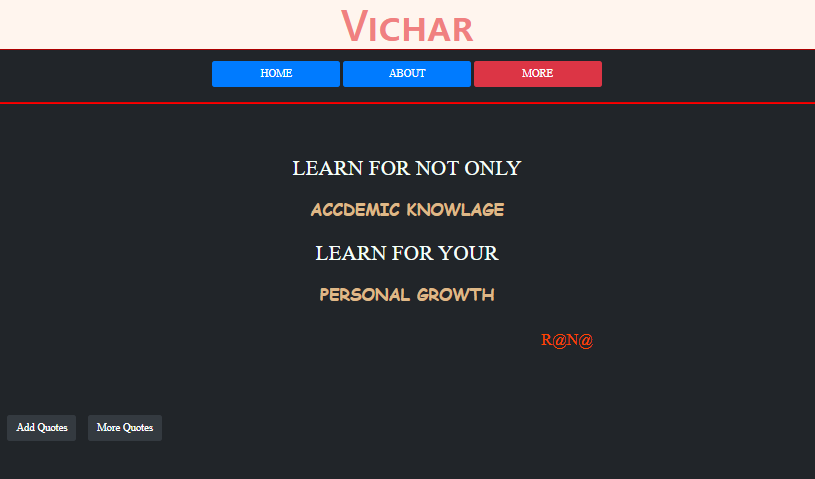 Vichar
HOME ABOUT MORE
LEARN FOR NOT ONLY
ACCDEMIC KNOWLAGE
LEARN FOR YOUR
PERSONAL GROWTH
R@N@
Add Quotes More Quotes